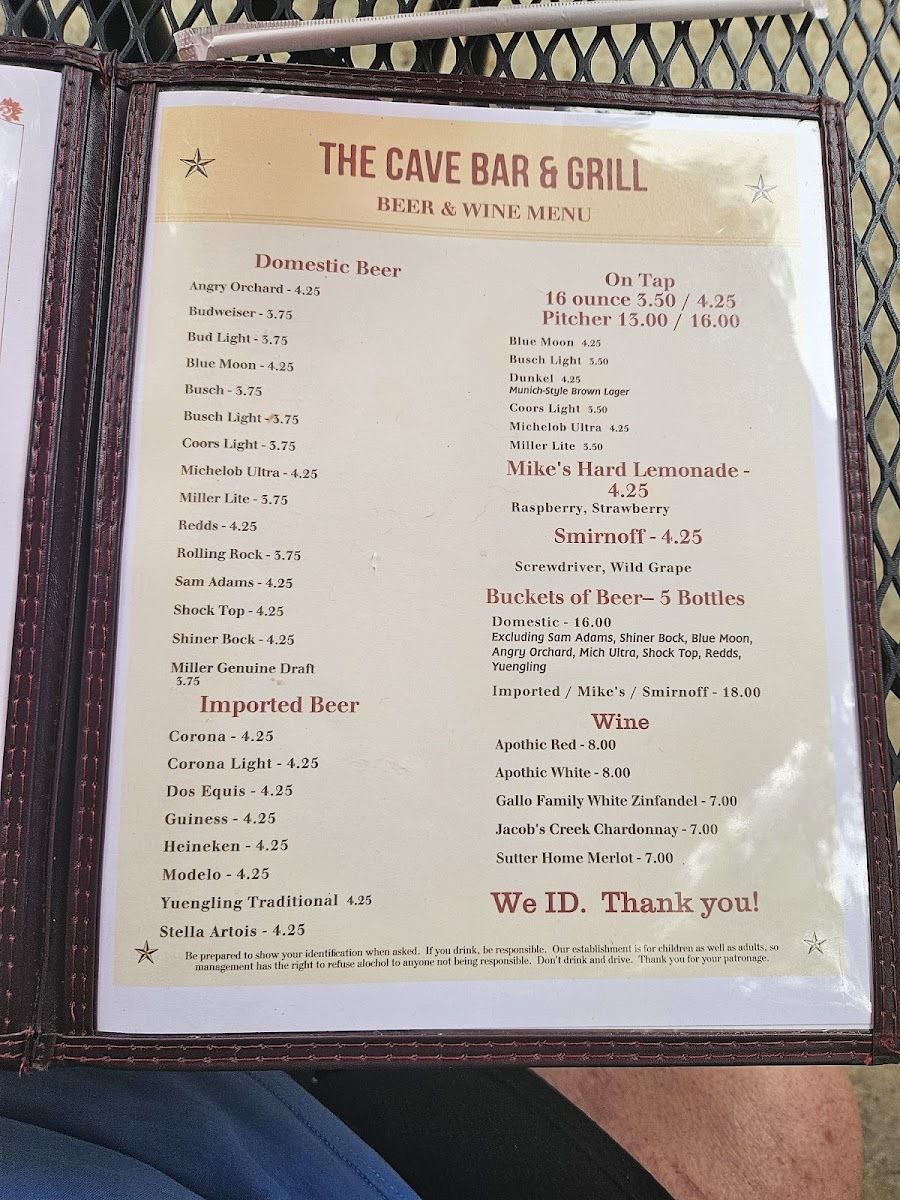 THE CAVE BAR & GRILL
BEER & WINE MENU
Domestic Beer
Angry Orchard - 4.25
Budweiser - 3.75
Bud Light - 3.75
Blue Moon - 4.25
Busch - 3.75
Busch Light - 3.75
Coors Light - 3.75
Michelob Ultra - 4.25
Miller Lite - 3.75
Redds - 4.25
Rolling Rock - 3.75
Sam Adams - 4.25
Shock Top - 4.25
Shiner Bock - 4.25
Miller Genuine Draft
3.75
Imported Beer
Corona - 4.25
Corona Light - 4.25
Dos Equis - 4.25
Guiness - 4.25
Heineken - 4.25
Modelo - 4.25
Yuengling Traditional 4.25
Stella Artois - 4.25
On Tap
16 ounce 3.50 / 4.25
Pitcher 13.00 / 16.00
Blue Moon 4.25
Busch Light 3.50
Dunkel 4.25
Munich-Style Brown Lager
Coors Light 3.50
Michelob Ultra 4.25
Miller Lite 3.50
Mike's Hard Lemonade -
4.25
Raspberry, Strawberry
Smirnoff - 4.25
Screwdriver, Wild Grape
Buckets of Beer– 5 Bottles
Domestic - 16.00
Excluding Sam Adams, Shiner Bock, Blue Moon,
Angry Orchard, Mich Ultra, Shock Top, Redds,
Yuengling
Imported / Mike's / Smirnoff - 18.00
Wine
Apothic Red - 8.00
Apothic White - 8.00
Gallo Family White Zinfandel - 7.00
Jacob's Creek Chardonnay - 7.00
Sutter Home Merlot - 7.00
We ID. Thank you!
Be prepared to show your identification when asked. If you drink, be responsible. Our establishment is for children as well as adults, so
management has the right to refuse alochol to anyone not being responsible. Don't drink and drive. Thank you for your patronage.